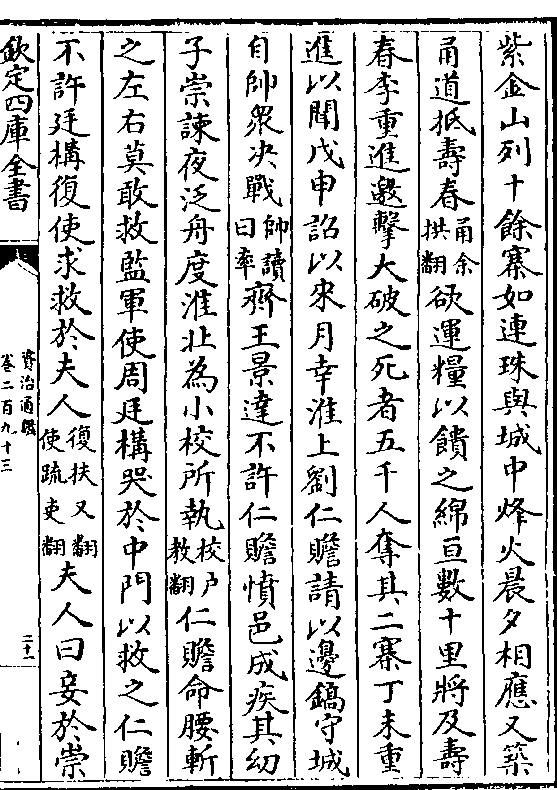 紫金山列十餘寨如連珠與城中烽火晨夕相應又築
甬道抵壽春甬余拱翻欲運糧以饋之綿亘數十里將及壽
春李重進邀擊大破之死者五千人奪其二寨丁未重
進以聞戊申詔以來月幸淮上劉仁贍請以邊鎬守城
自帥衆决戰帥讀曰率齊王景達不許仁贍憤邑成疾其幼
子崇諫夜泛舟度淮北為小校所執校户教翻仁贍命腰斬
之左右莫敢救監軍使周廷構哭於中門以救之仁贍
不許廷構復使求救於夫人復扶又翻使疏吏翻夫人曰妾於崇
欽定四庫全書
資治通鑑
卷二百九十三
二十一